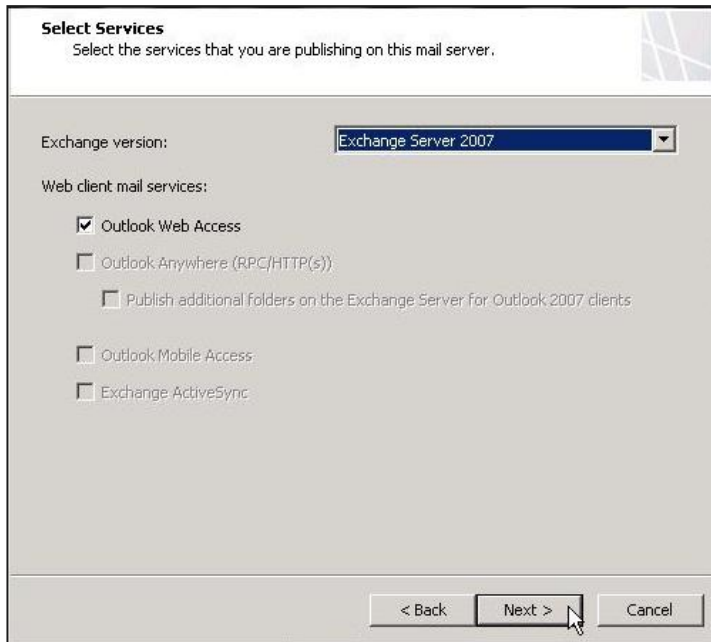 Select Services
Select the services that you are publishing on this mail server.
Exchange version:
Exchange Server 2007
Web client mail services:
Outlook Web Access
Outlook Anywhere (RPC/HTTP(s))
Publish additional folders on the Exchange Server for Outlook 2007 clients
Outlook Mobile Access
Exchange ActiveSync
< Back
Next >
Cancel